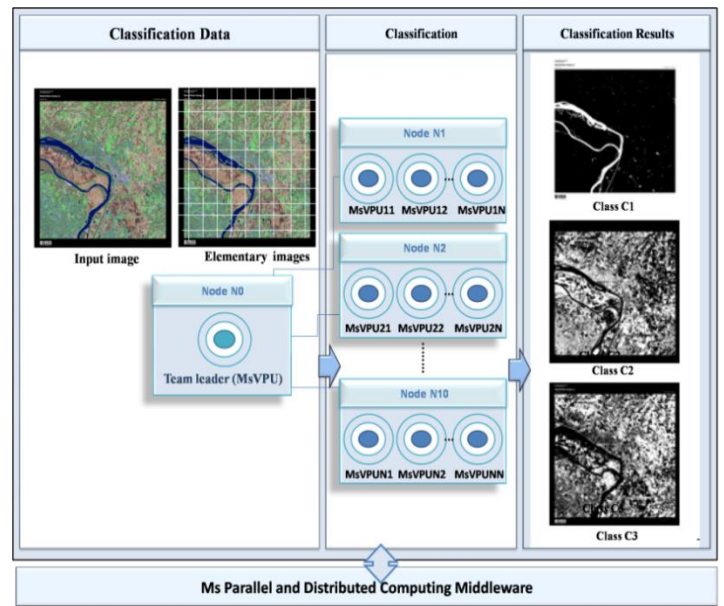 Classification Data
Classification
Classification Results
Input image
Elementary images
Node N0
Team leader (MsVPU)
Node N1
MsVPU11 MsVPU12 ... MsVPU1N
Node N2
MsVPU21 MsVPU22 ... MsVPU2N
Node N10
MsVPUN1 MsVPUN2 ... MsVPUNN
Class C1
Class C2
Class C3
Ms Parallel and Distributed Computing Middleware